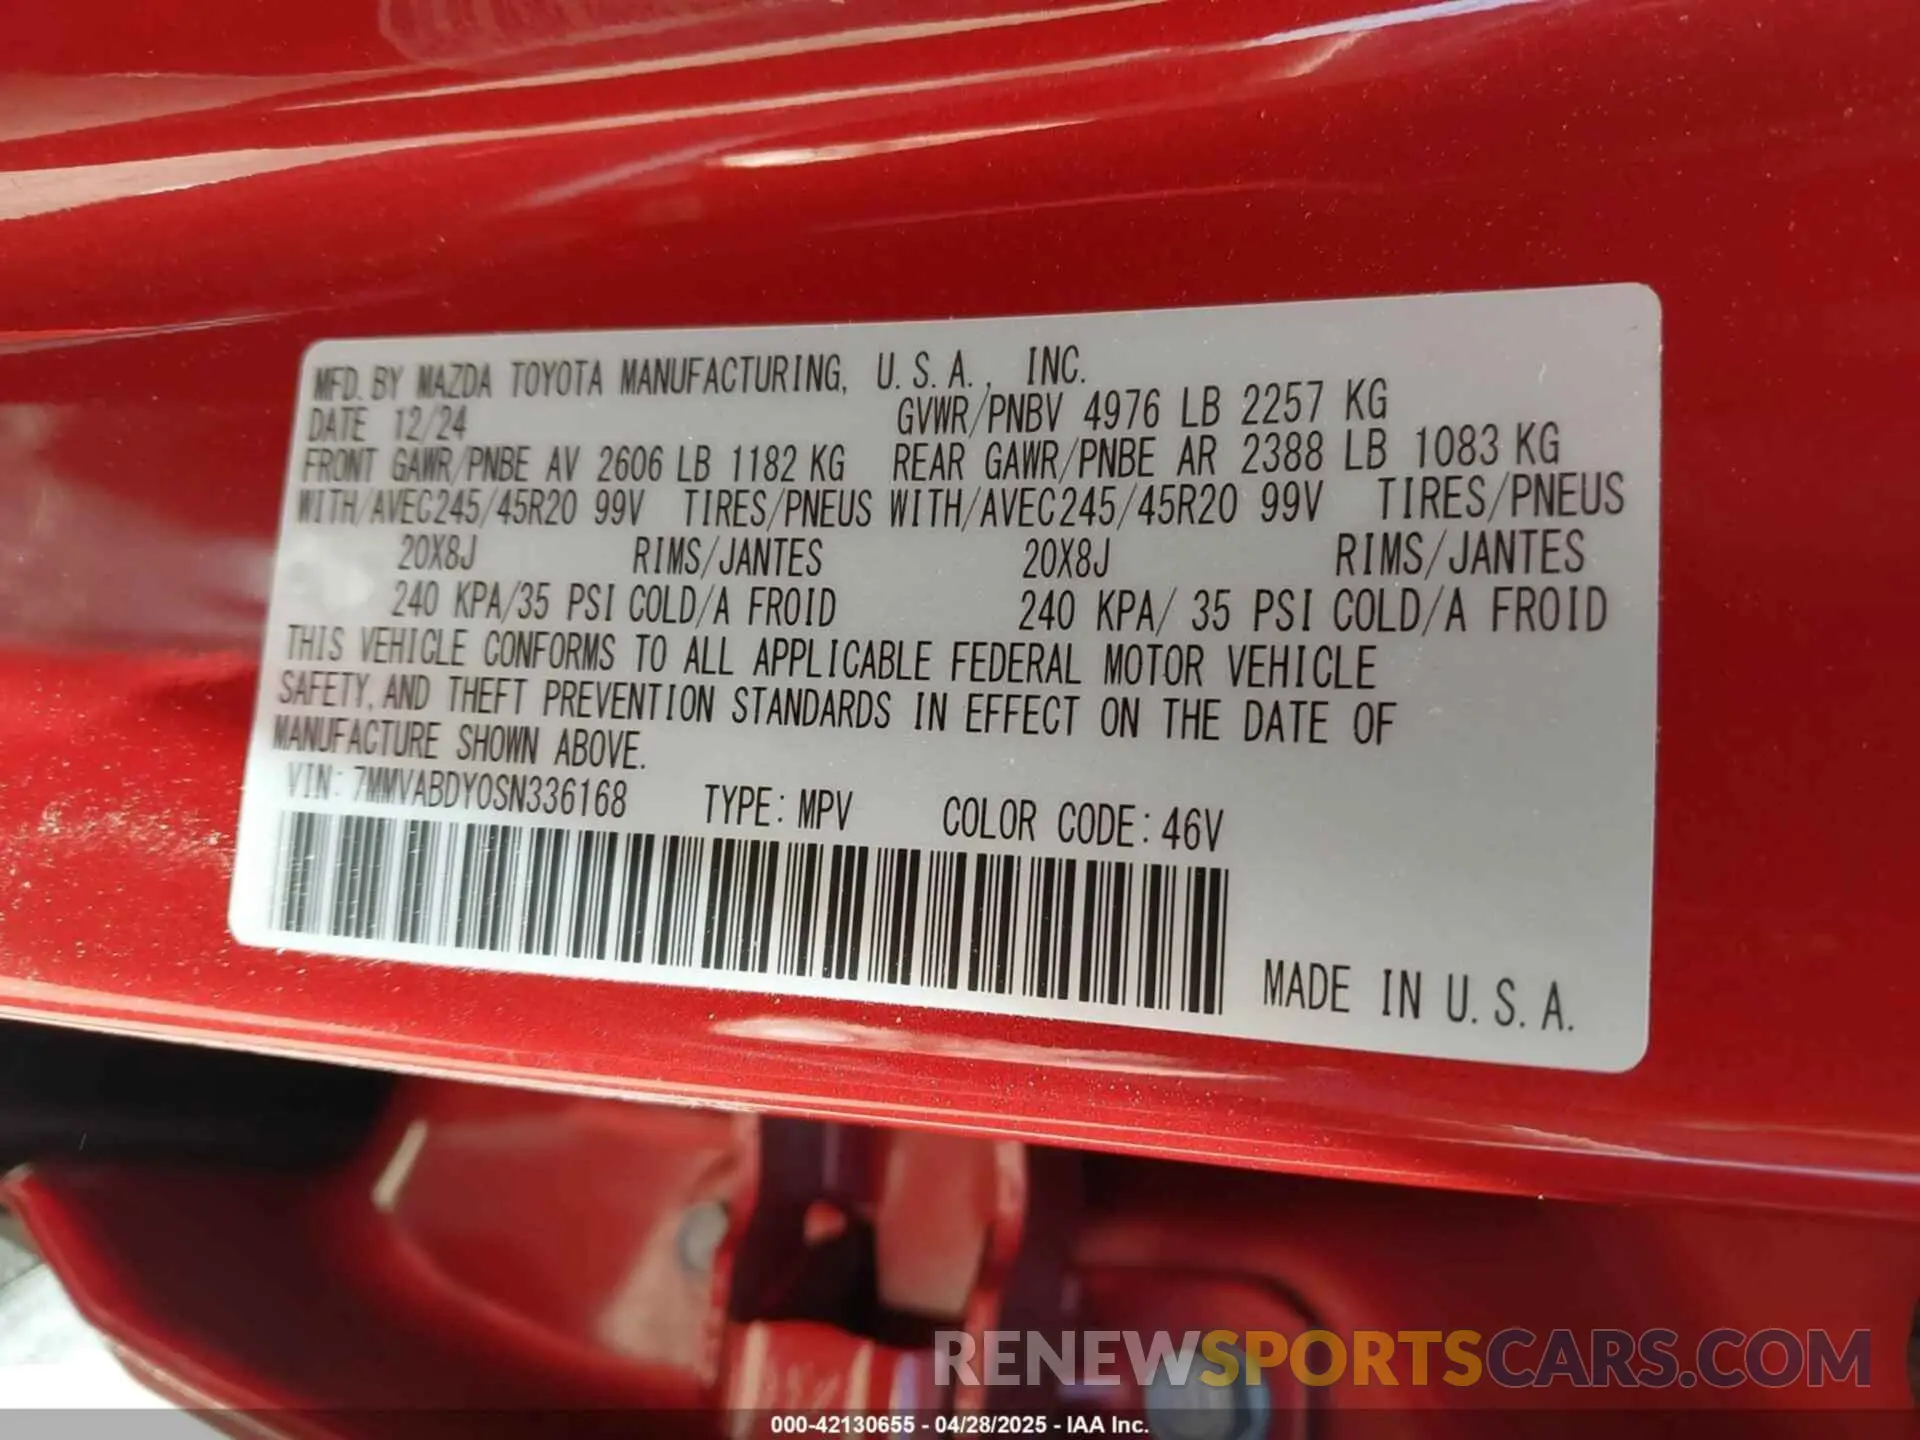 MFD. BY MAZDA TOYOTA MANUFACTURING, U. S. A., INC.
DATE 12/24 GVWR/PNBV 4976 LB 2257 KG
FRONT GAWR/PNBE AV 2606 LB 1182 KG REAR GAWR/PNBE AR 2388 LB 1083 KG
WITH/AVEC245/45R20 99V TIRES/PNEUS WITH/AVEC245/45R20 99V TIRES/PNEUS
20X8J RIMS/JANTES 20X8J RIMS/JANTES
240 KPA/35 PSI COLD/A FROID 240 KPA/ 35 PSI COLD/A FROID
THIS VEHICLE CONFORMS TO ALL APPLICABLE FEDERAL MOTOR VEHICLE
SAFETY, AND THEFT PREVENTION STANDARDS IN EFFECT ON THE DATE OF
MANUFACTURE SHOWN ABOVE.
VIN: 7MMVABDY0SN336168 TYPE: MPV COLOR CODE: 46V
MADE IN U. S. A.
RENEWSPORTSCARS.COM
000-42130655 - 04/28/2025 - IAA Inc.